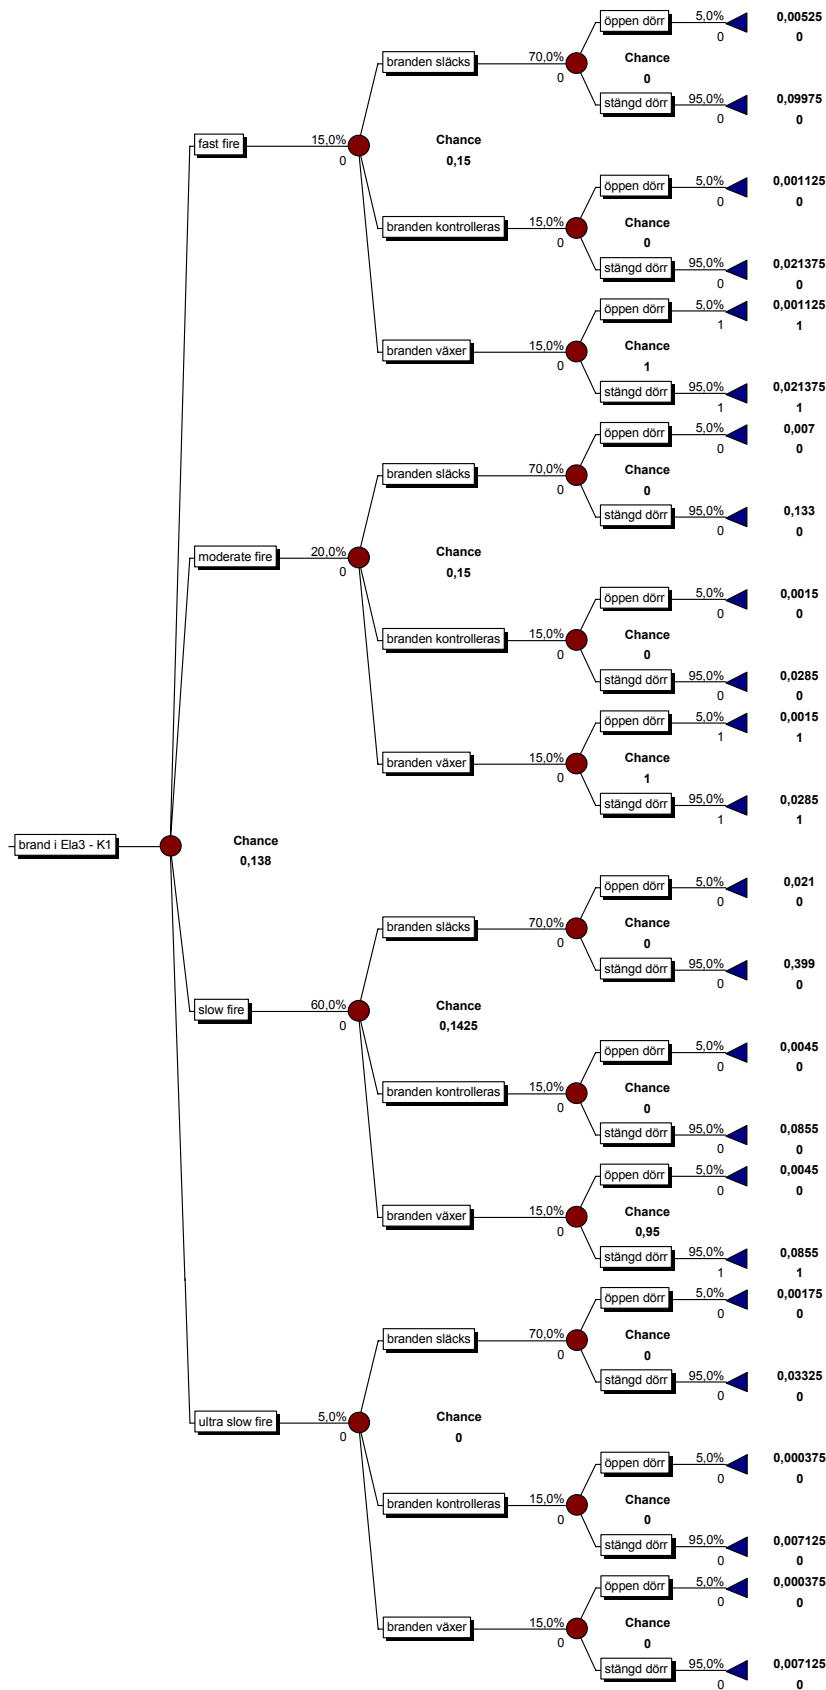 öppen dörr 5,0% 0,00525
0 0
branden släcks 70,0% Chance
0 0
stängd dörr 95,0% 0,09975
0 0
fast fire 15,0% Chance
0 0,15
öppen dörr 5,0% 0,001125
0 0
branden kontrolleras 15,0% Chance
0 0
stängd dörr 95,0% 0,021375
0 0
öppen dörr 5,0% 0,001125
1 1
branden växer 15,0% Chance
0 1
stängd dörr 95,0% 0,021375
1 1
öppen dörr 5,0% 0,007
0 0
branden släcks 70,0% Chance
0 0
stängd dörr 95,0% 0,133
0 0
moderate fire 20,0% Chance
0 0,15
öppen dörr 5,0% 0,0015
0 0
branden kontrolleras 15,0% Chance
0 0
stängd dörr 95,0% 0,0285
0 0
öppen dörr 5,0% 0,0015
1 1
branden växer 15,0% Chance
0 1
stängd dörr 95,0% 0,0285
1 1
brand i Ela3 - K1 Chance
0,138
öppen dörr 5,0% 0,021
0 0
branden släcks 70,0% Chance
0 0
stängd dörr 95,0% 0,399
0 0
slow fire 60,0% Chance
0 0,1425
öppen dörr 5,0% 0,0045
0 0
branden kontrolleras 15,0% Chance
0 0
stängd dörr 95,0% 0,0855
0 0
öppen dörr 5,0% 0,0045
0 0
branden växer 15,0% Chance
0 0,95
stängd dörr 95,0% 0,0855
1 1
öppen dörr 5,0% 0,00175
0 0
branden släcks 70,0% Chance
0 0
stängd dörr 95,0% 0,03325
0 0
ultra slow fire 5,0% Chance
0 0
öppen dörr 5,0% 0,000375
0 0
branden kontrolleras 15,0% Chance
0 0
stängd dörr 95,0% 0,007125
0 0
öppen dörr 5,0% 0,000375
0 0
branden växer 15,0% Chance
0 0
stängd dörr 95,0% 0,007125
0 0